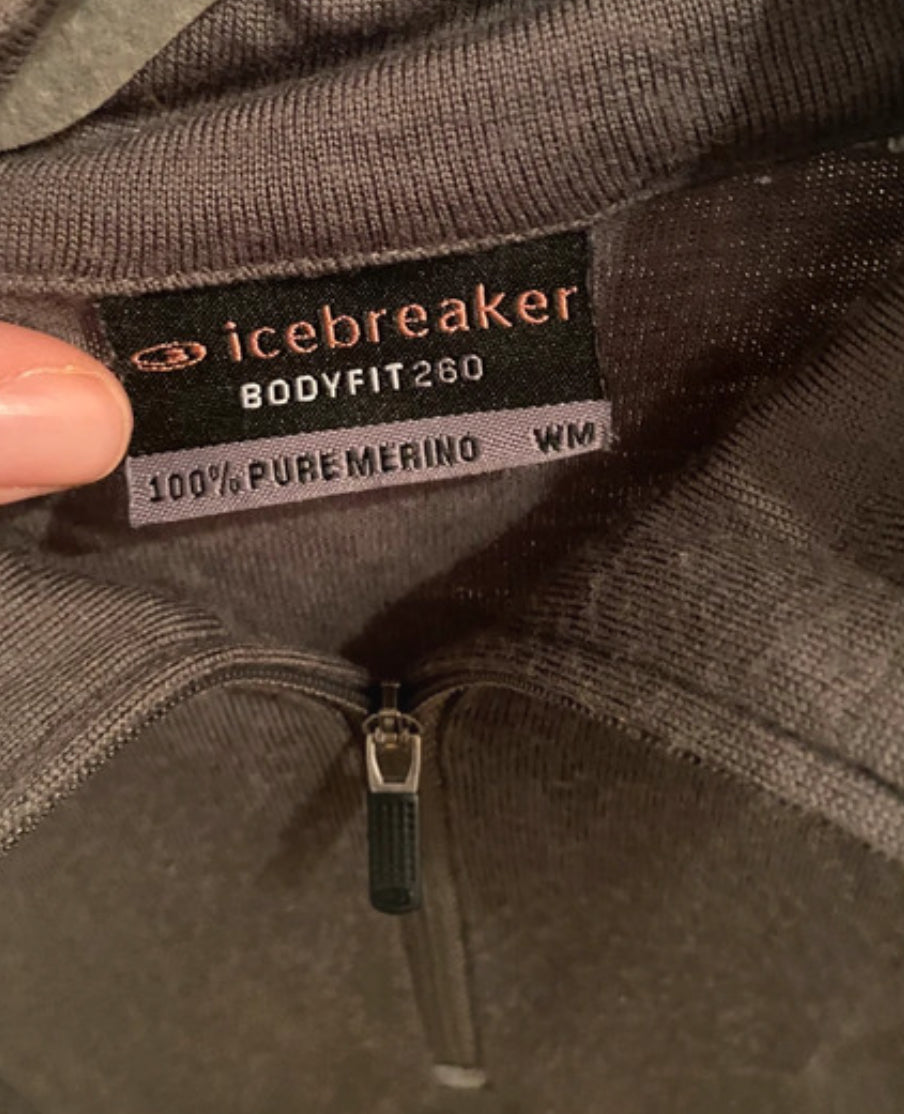 icebreaker
BODYFIT260
100% PURE MERINO WM